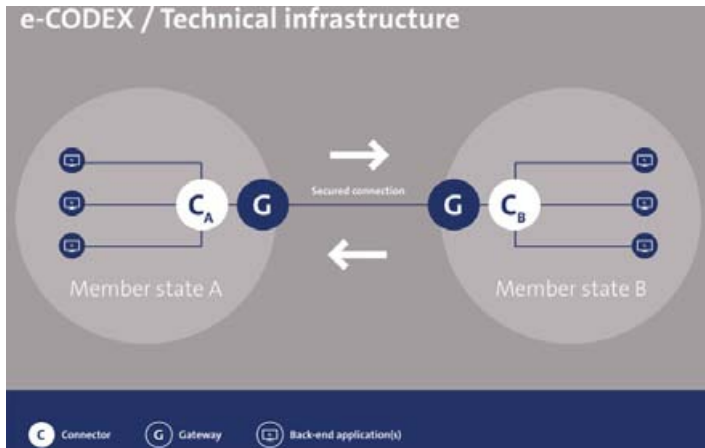 e-CODEX / Technical infrastructure
Secured connection
C A G
G C B
Member state A
Member state B
C Connector G Gateway Back-end application(s)